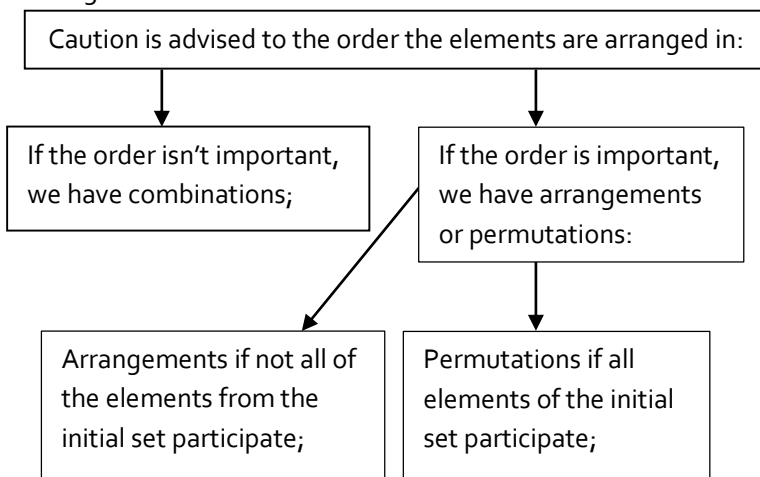 Caution is advised to the order the elements are arranged in:
If the order isn't important,
we have combinations;
If the order is important,
we have arrangements
or permutations:
Arrangements if not all of
the elements from the
initial set participate;
Permutations if all
elements of the initial
set participate;